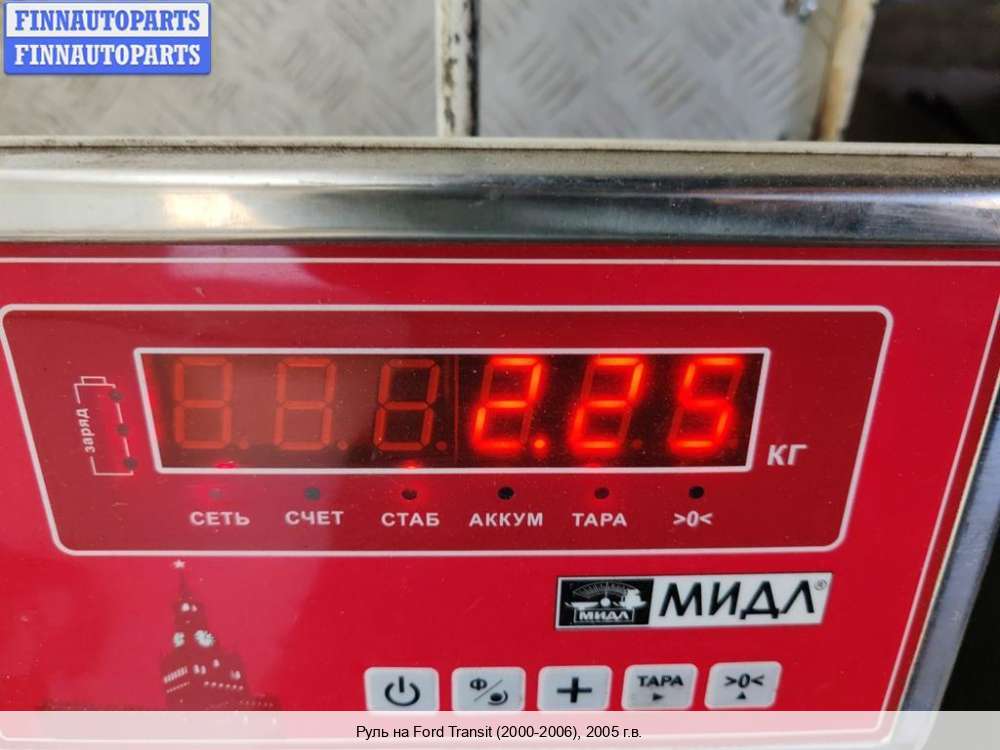 FINNAUTOPARTS
FINNAUTOPARTS
заряд
2.25
КГ
СЕТЬ СЧЕТ СТАБ АККУМ ТАРА >0<
МИДЛ МИДЛ®
Ф ТАРА >0<
Руль на Ford Transit (2000-2006), 2005 г.в.